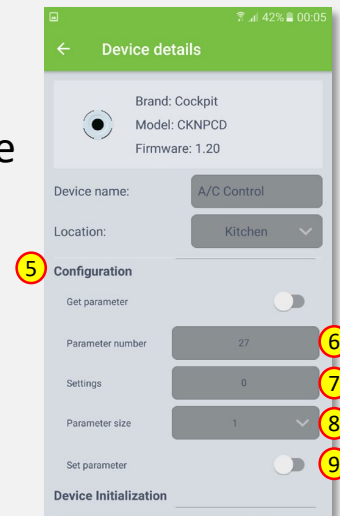 42% 00:05
Device details
Brand: Cockpit
Model: CKNPCD
Firmware: 1.20
e
Device name: A/C Control
Location: Kitchen
5 Configuration
Get parameter
Parameter number 27 6
Settings 0 7
Parameter size 1 8
Set parameter 9
Device Initialization